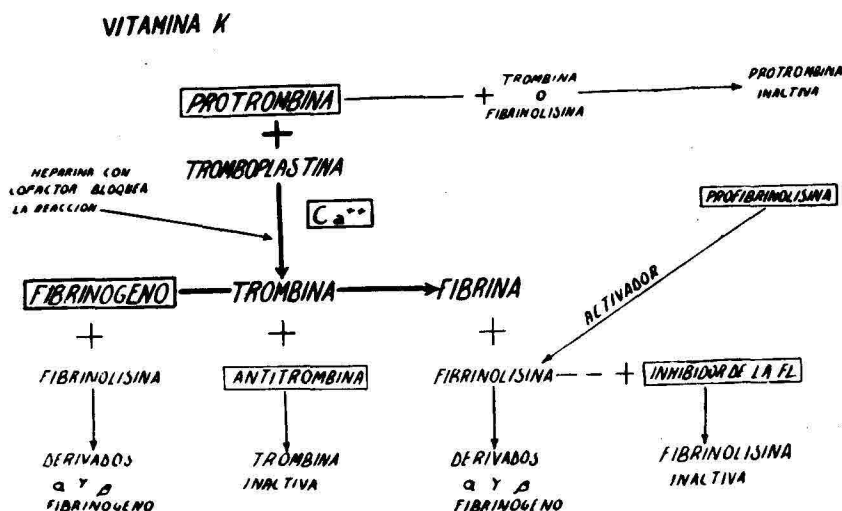 VITAMINA K
PROTROMBINA + TROMBINA O FIBRINOLISINA PROTROMBINA INACTIVA
+
TROMBOPLASTINA
HEPARINA CON
COFACTOR BLOQUEA
LA REACCION
Ca++
PROFIBRINOLISINA
ACTIVADOR
FIBRINOGENO TROMBINA FIBRINA
+ + +
FIBRINOLISINA ANTITROMBINA FIBRINOLISINA -- + INHIBIDOR DE LA FL
DERIVADOS
α Y β
FIBRINOGENO
TROMBINA
INACTIVA
DERIVADOS
α Y β
FIBRINOGENO
FIBRINOLISINA
INACTIVA